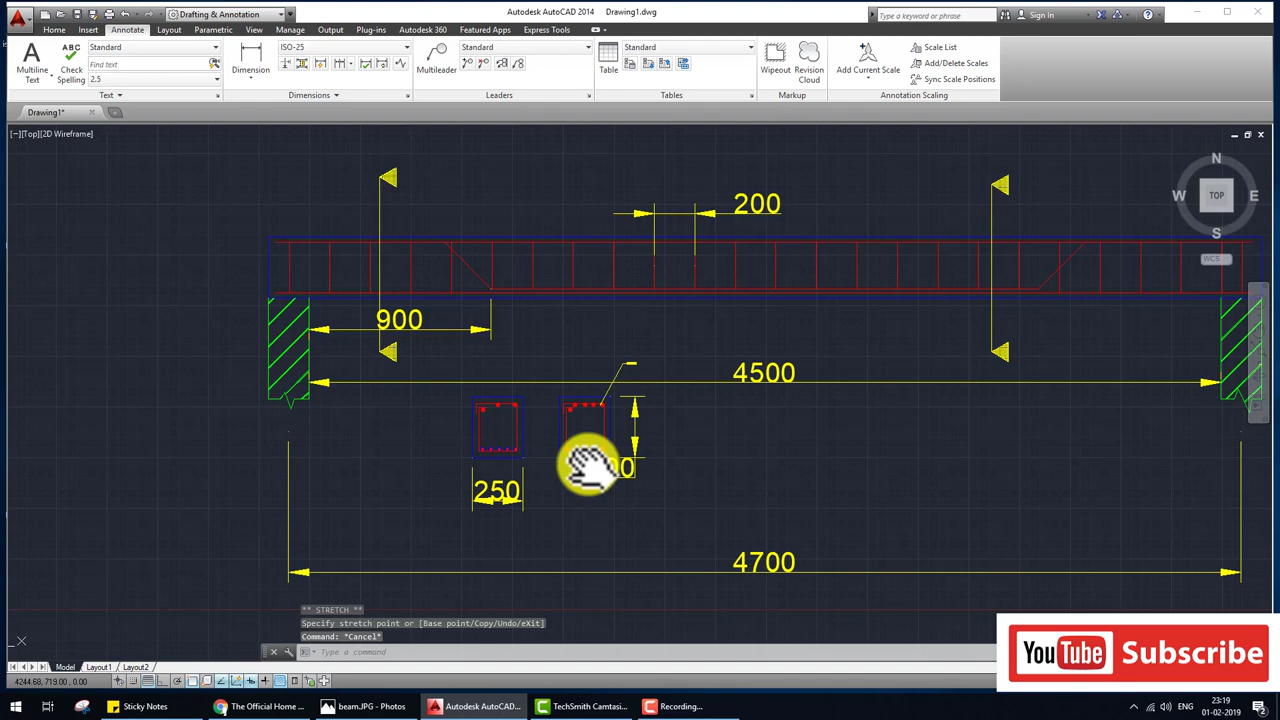 Drafting & Annotation
Autodesk AutoCAD 2014 Drawing1.dwg
Type a keyword or phrase
Sign In
Home Insert Annotate Layout Parametric View Manage Output Plug-ins Autodesk 360 Featured Apps Express Tools
A ABC Standard ISO-25 Standard Standard
Find text
2.5
Multiline Text
Check Spelling
Dimension
Multileader
Table
Wipeout
Revision Cloud
Add Current Scale
Scale List
Add/Delete Scales
Sync Scale Positions
Text Dimensions Leaders Tables Markup Annotation Scaling
Drawing1*
[−][Top][2D Wireframe]
N
W TOP E
S
WCS
200
900
4500
00
250
4700
** STRETCH **
Specify stretch point or [Base point/Copy/Undo/eXit]
Command: *Cancel*
Type a command
Model Layout1 Layout2
4244.68, 719.00, 0.00
YouTube Subscribe
Sticky Notes
The Official Home ...
beam.JPG - Photos
Autodesk AutoCAD...
TechSmith Camtasi...
Recording...
ENG
23:19
01-02-2019
2